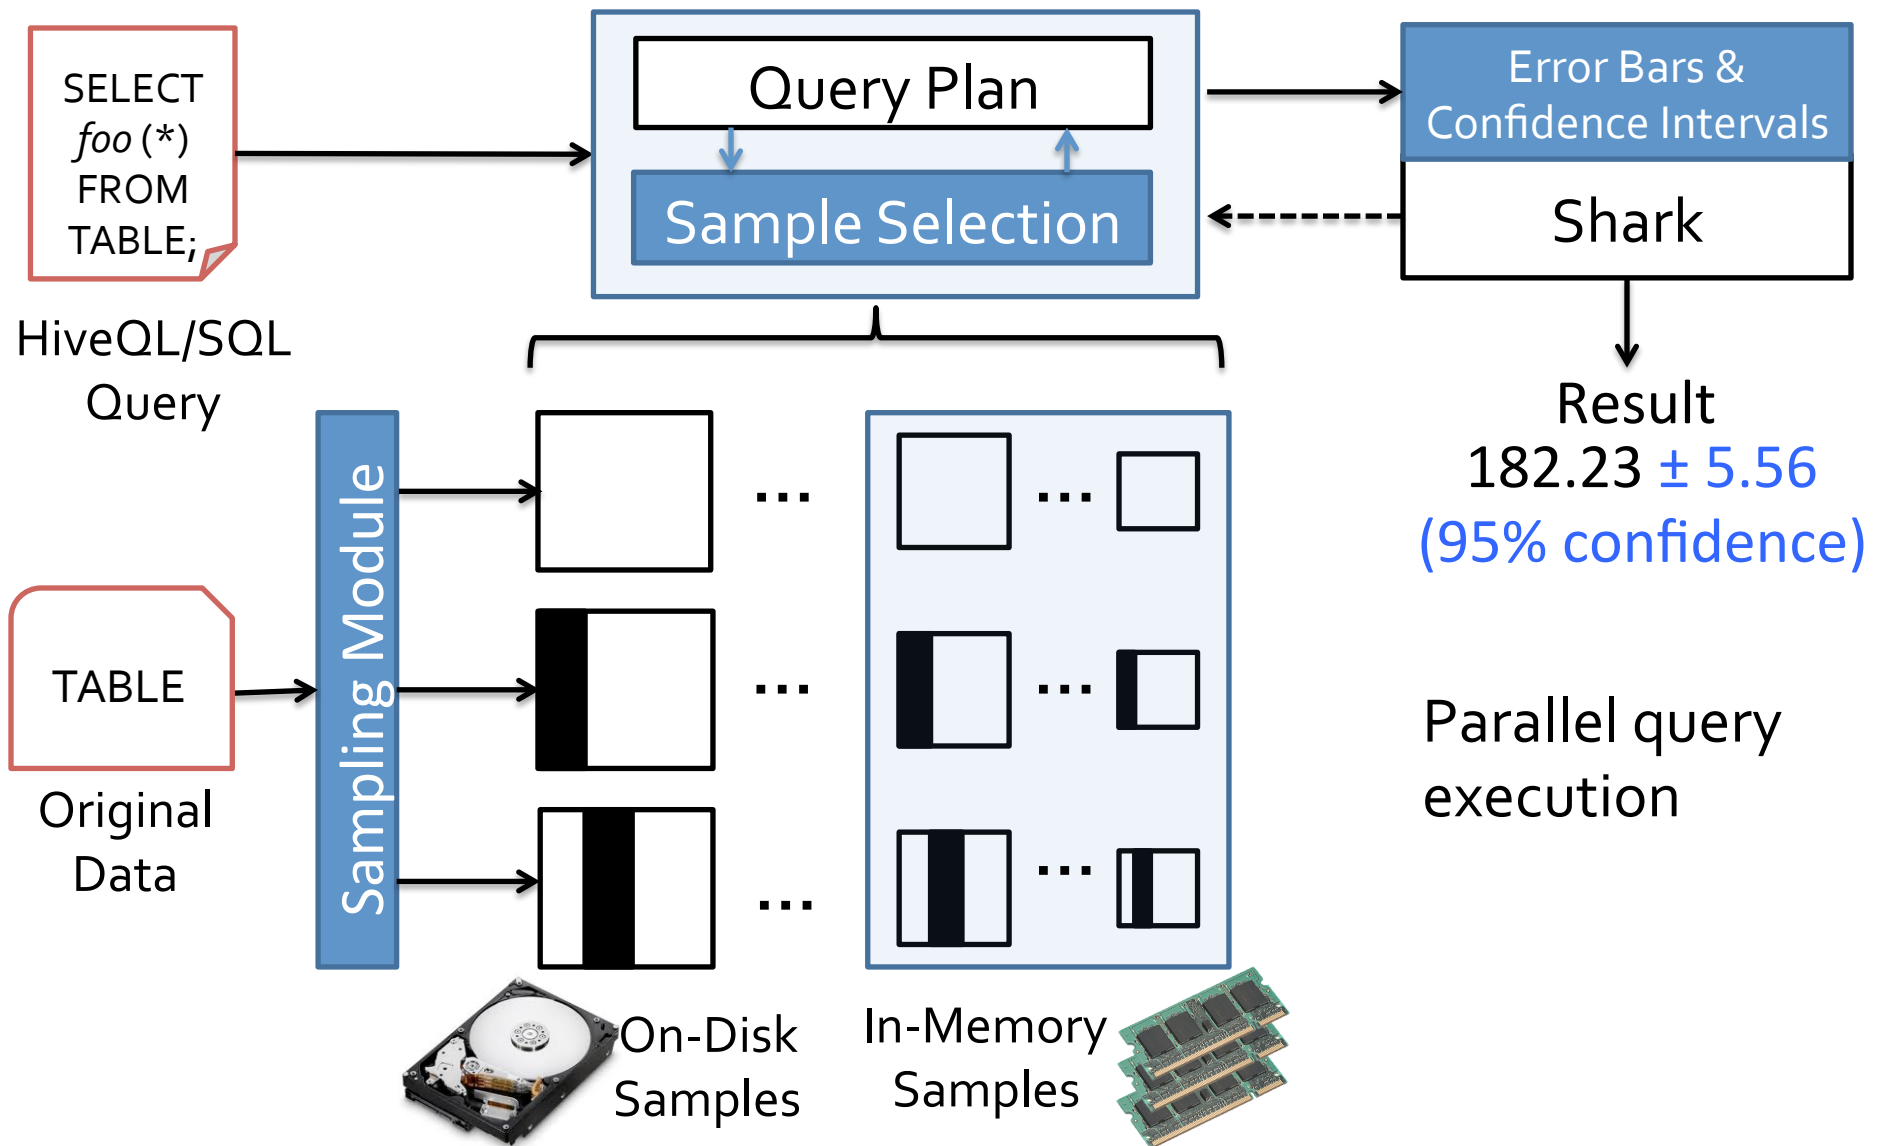 SELECT
foo (*)
FROM
TABLE;
HiveQL/SQL
Query
Query Plan
Sample Selection
Error Bars &
Confidence Intervals
Shark
Result
182.23 ± 5.56
(95% confidence)
Parallel query
execution
TABLE
Original
Data
Sampling Module
...
...
...
...
...
...
On-Disk
Samples
In-Memory
Samples